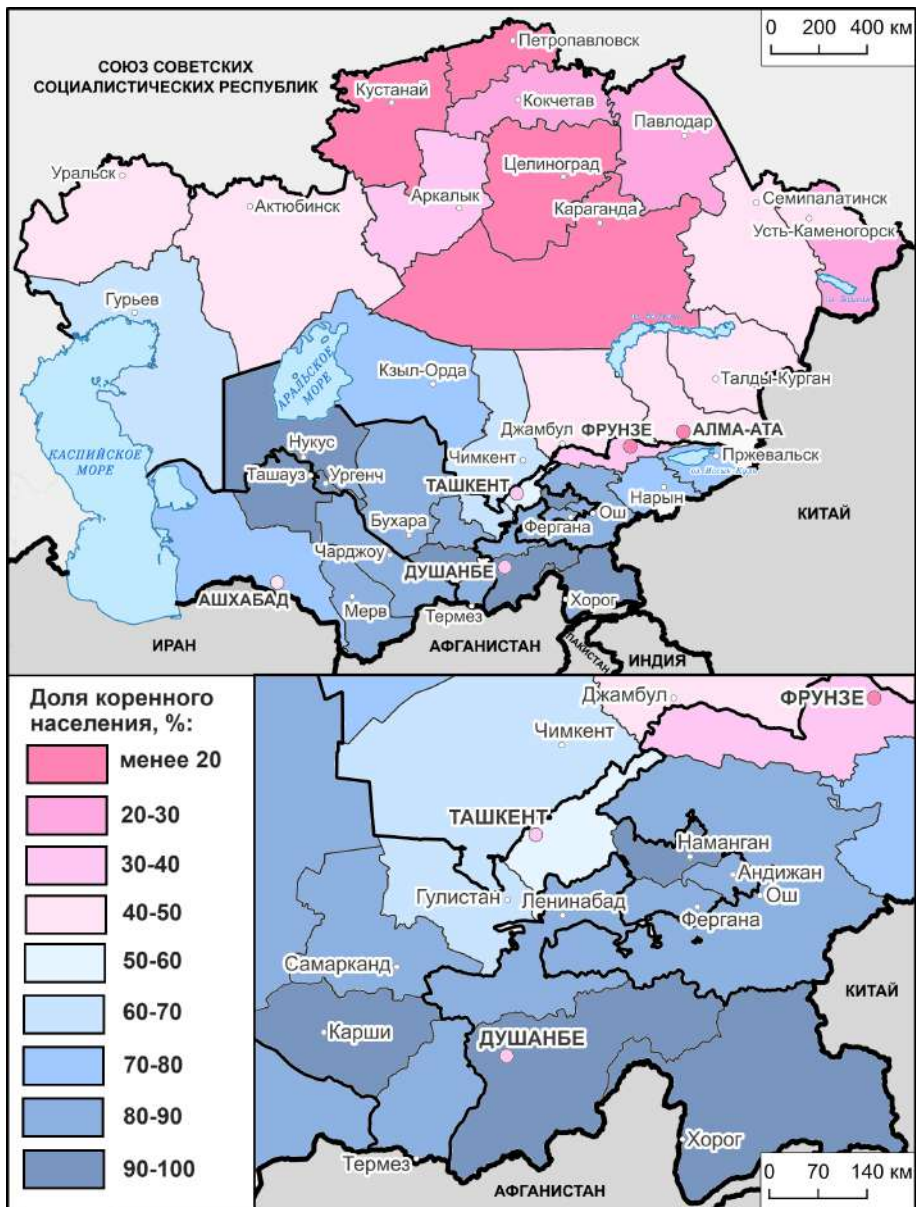 0 200 400 км
СОЮЗ СОВЕТСКИХ
СОЦИАЛИСТИЧЕСКИХ РЕСПУБЛИК
Петропавловск
Кустанай
Кокчетав
Павлодар
Уральск
Целиноград
Актюбинск
Аркалык
Караганда
Семипалатинск
Усть-Каменогорск
Гурьев
Кзыл-Орда
АРАЛЬСКОЕ
МОРЕ
Талды-Курган
Джамбул
ФРУНЗЕ
АЛМА-АТА
КАСПИЙСКОЕ
МОРЕ
Нукус
Чимкент
Пржевальск
Ташауз
Ургенч
ТАШКЕНТ
Нарын
Ош
Фергана
КИТАЙ
Бухара
Чарджоу
ДУШАНБЕ
АШХАБАД
Мерв
Термез
Хорог
ИРАН
АФГАНИСТАН
ПАКИСТАН
ИНДИЯ
Доля коренного
населения, %:
менее 20
20-30
30-40
40-50
50-60
60-70
70-80
80-90
90-100
Джамбул
ФРУНЗЕ
Чимкент
ТАШКЕНТ
Наманган
Андижан
Гулистан
Ленинабад
Ош
Фергана
Самарканд
КИТАЙ
Карши
ДУШАНБЕ
Хорог
Термез
АФГАНИСТАН
0 70 140 км